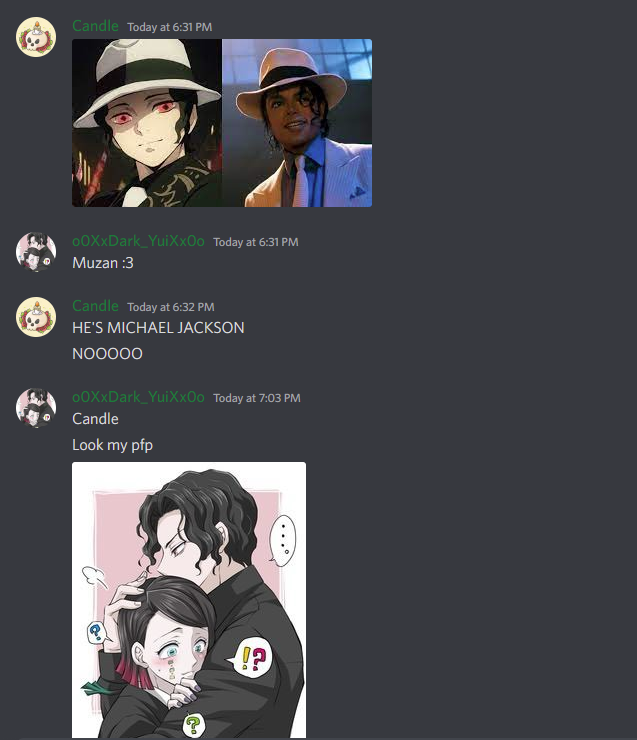 Candle Today at 6:31 PM
o0XxDark_YuiXx0o Today at 6:31 PM
Muzan :3
Candle Today at 6:32 PM
HE'S MICHAEL JACKSON
NOOOOO
o0XxDark_YuiXx0o Today at 7:03 PM
Candle
Look my pfp
?
!?
?